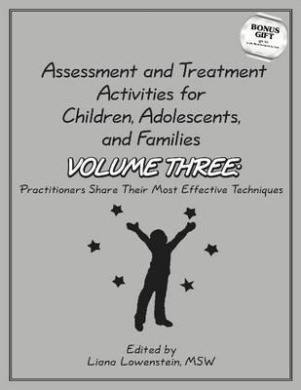 BONUS
GIFT
Assessment and Treatment
Activities for
Children, Adolescents,
and Families
VOLUME THREE:
Practitioners Share Their Most Effective Techniques
Edited by
Liana Lowenstein, MSW